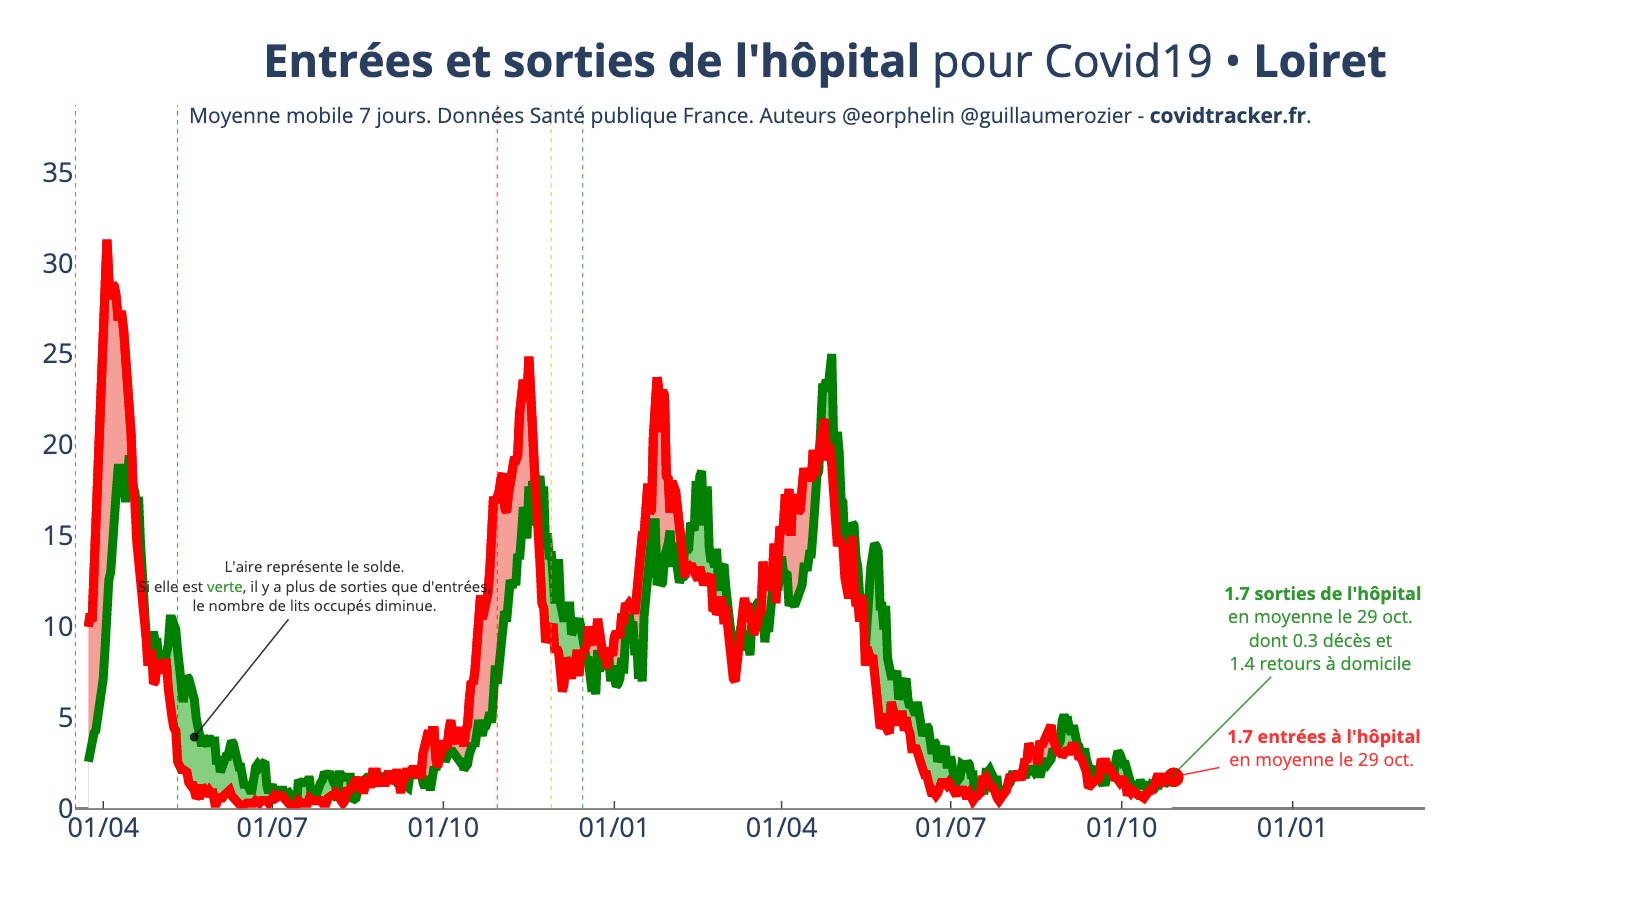 Entrées et sorties de l'hôpital pour Covid19 • Loiret
Moyenne mobile 7 jours. Données Santé publique France. Auteurs @eorphelin @guillaumerozier - covidtracker.fr.
35
30
25
20
15
10
5
0
L'aire représente le solde.
Si elle est verte, il y a plus de sorties que d'entrées,
le nombre de lits occupés diminue.
1.7 sorties de l'hôpital
en moyenne le 29 oct.
dont 0.3 décès et
1.4 retours à domicile
1.7 entrées à l'hôpital
en moyenne le 29 oct.
01/04 01/07 01/10 01/01 01/04 01/07 01/10 01/01